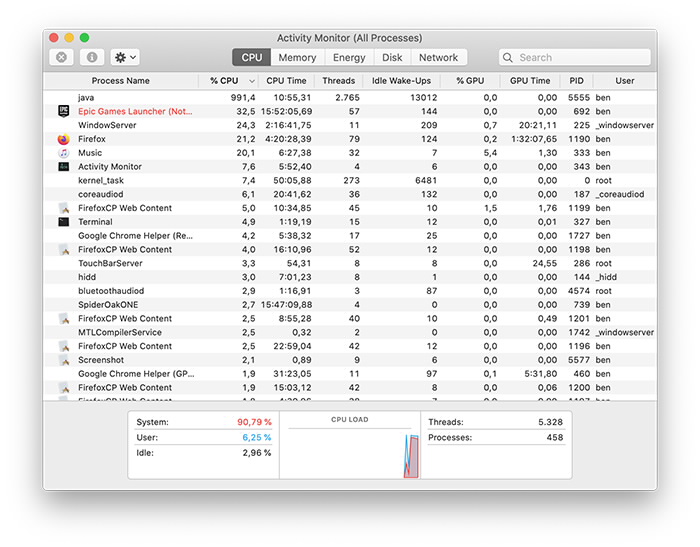 Activity Monitor (All Processes)
CPU Memory Energy Disk Network Search
Process Name % CPU CPU Time Threads Idle Wake-Ups % GPU GPU Time PID User
java 991,4 10:55,31 2.765 13012 0,0 0,00 5555 ben
Epic Games Launcher (Not... 32,5 15:52:05,69 57 144 0,0 0,00 692 ben
WindowServer 24,3 2:16:41,75 11 209 0,7 20:21,11 225 _windowserver
Firefox 21,2 4:20:28,39 79 124 0,2 1:32:07,65 1190 ben
Music 20,1 6:27,38 32 7 5,4 1,30 333 ben
Activity Monitor 7,6 5:52,40 4 6 0,0 0,00 343 ben
kernel_task 7,4 50:05,88 273 6481 0,0 0,00 0 root
coreaudiod 6,1 20:41,62 36 132 0,0 0,00 187 _coreaudiod
FirefoxCP Web Content 5,0 10:34,85 45 10 1,5 1,76 1199 ben
Terminal 4,9 1:19,19 15 12 0,0 0,01 327 ben
Google Chrome Helper (Re... 4,2 5:38,32 17 25 0,0 0,00 1727 ben
FirefoxCP Web Content 4,0 16:10,96 52 12 0,0 0,00 1198 ben
TouchBarServer 3,3 54,31 8 8 0,0 24,55 286 root
hidd 3,0 7:01,23 8 1 0,0 0,00 144 _hidd
bluetoothaudiod 2,9 1:16,91 3 87 0,0 0,00 4574 root
SpiderOakONE 2,7 15:47:09,88 4 0 0,0 0,00 739 ben
FirefoxCP Web Content 2,5 8:55,28 40 10 0,0 0,49 1201 ben
MTLCompilerService 2,5 0,32 2 0 0,0 0,00 1742 _windowserver
FirefoxCP Web Content 2,5 22:59,04 42 12 0,0 0,00 1196 ben
Screenshot 2,1 0,89 9 6 0,0 0,00 5577 ben
Google Chrome Helper (GP... 1,9 31:23,05 11 97 0,1 5:31,80 460 ben
FirefoxCP Web Content 1,9 15:03,12 42 8 0,0 0,06 1200 ben
FirefoxCP Web Content
System: 90,79 % CPU LOAD Threads: 5.328
User: 6,25 % Processes: 458
Idle: 2,96 %